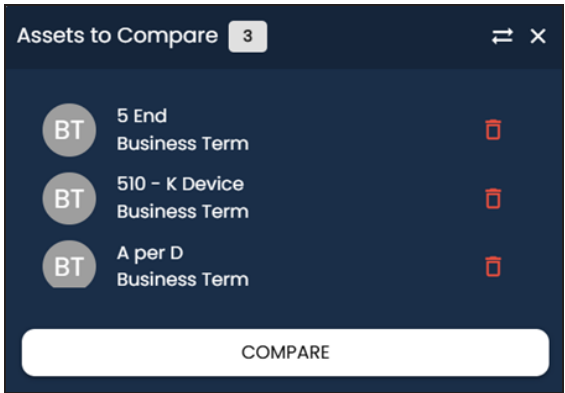 Assets to Compare 3
BT
5 End
Business Term
BT
510 - K Device
Business Term
BT
A per D
Business Term
COMPARE